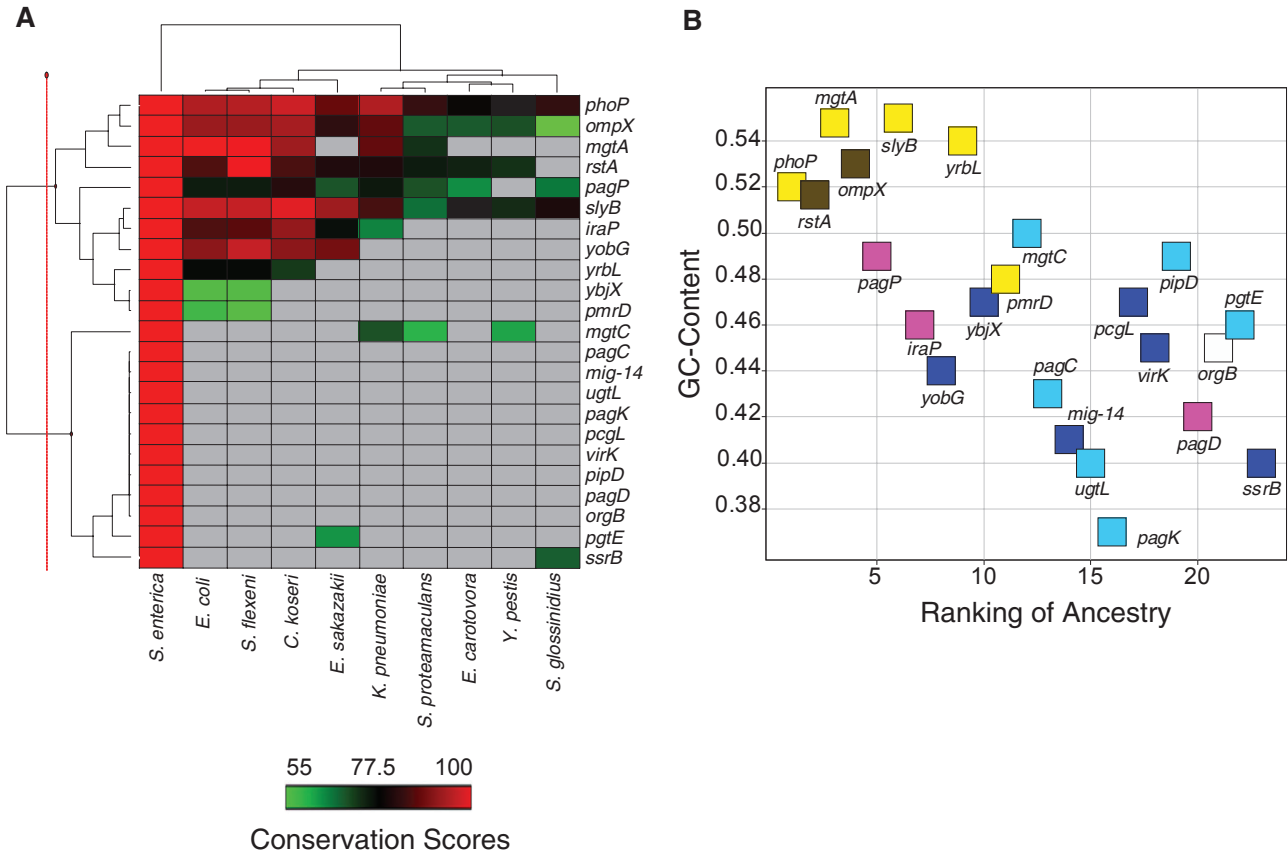 A
phoP
ompX
mgtA
rstA
pagP
slyB
iraP
yobG
yrbL
ybjX
pmrD
mgtC
pagC
mig-14
ugtL
pagK
pcgL
virK
pipD
pagD
orgB
pgtE
ssrB
S. enterica
E. coli
S. flexeni
C. koseri
E. sakazakii
K. pneumoniae
S. proteamaculans
E. carotovora
Y. pestis
S. glossinidius
55 77.5 100
Conservation Scores
B
GC-Content
0.54
0.52
0.50
0.48
0.46
0.44
0.42
0.40
0.38
mgtA
slyB
yrbL
phoP
ompX
rstA
mgtC
pagP
pipD
pmrD
ybjX
pcgL
pgtE
iraP
virK
orgB
yobG
pagC
mig-14
pagD
ugtL
ssrB
pagK
5 10 15 20
Ranking of Ancestry